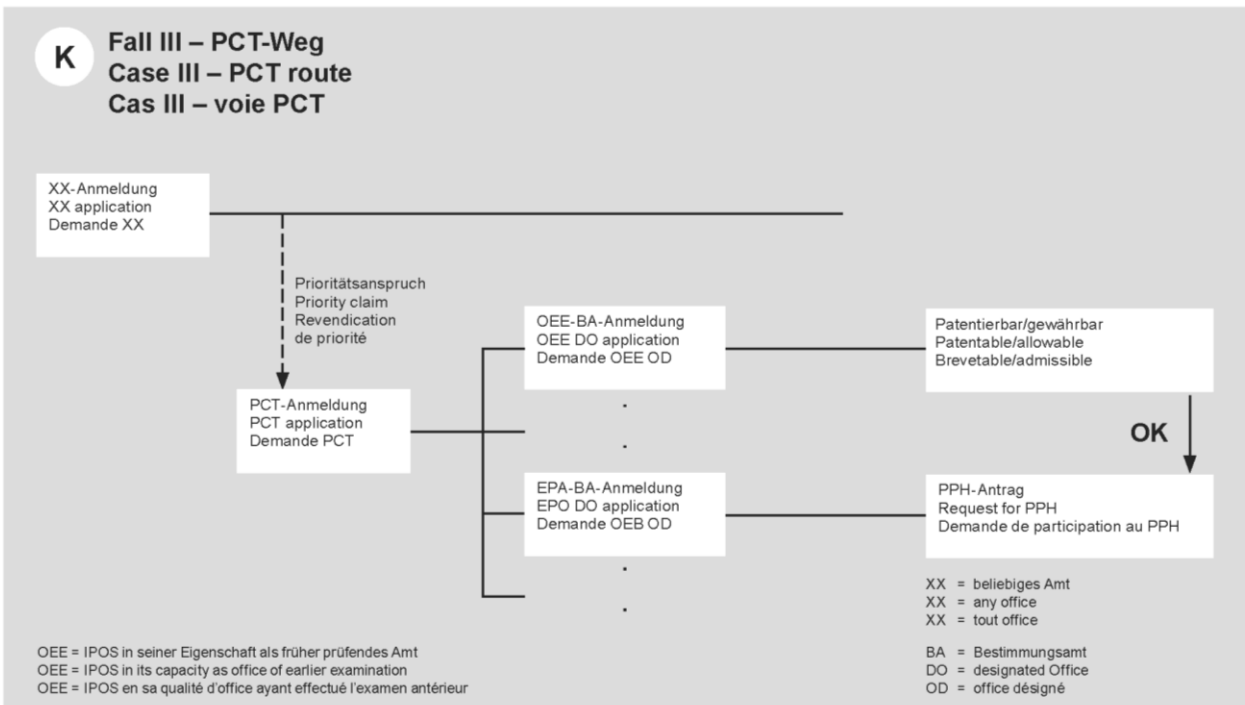 K
Fall III – PCT-Weg
Case III – PCT route
Cas III – voie PCT
XX-Anmeldung
XX application
Demande XX
Prioritätsanspruch
Priority claim
Revendication
de priorité
PCT-Anmeldung
PCT application
Demande PCT
OEE-BA-Anmeldung
OEE DO application
Demande OEE OD
Patentierbar/gewährbar
Patentable/allowable
Brevetable/admissible
OK
EPA-BA-Anmeldung
EPO DO application
Demande OEB OD
PPH-Antrag
Request for PPH
Demande de participation au PPH
XX = beliebiges Amt
XX = any office
XX = tout office
BA = Bestimmungsamt
DO = designated Office
OD = office désigné
OEE = IPOS in seiner Eigenschaft als früher prüfendes Amt
OEE = IPOS in its capacity as office of earlier examination
OEE = IPOS en sa qualité d'office ayant effectué l'examen antérieur